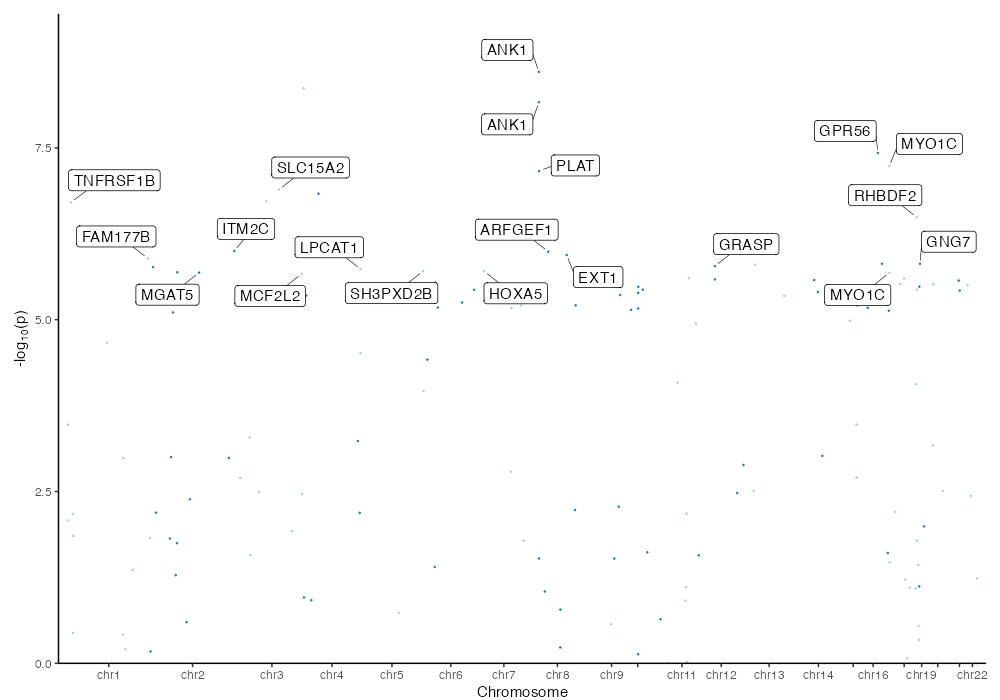 ANK1
7.5
ANK1
GPR56
MYO1C
SLC15A2
PLAT
TNFRSF1B
RHBDF2
FAM177B
ITM2C
LPCAT1
ARFGEF1
GRASP
GNG7
EXT1
MGAT5
MCF2L2
SH3PXD2B
HOXA5
MYO1C
5.0
-log10(p)
2.5
0.0
chr1 chr2 chr3 chr4 chr5 chr6 chr7 chr8 chr9 chr11 chr12 chr13 chr14 chr16 chr19 chr22
Chromosome